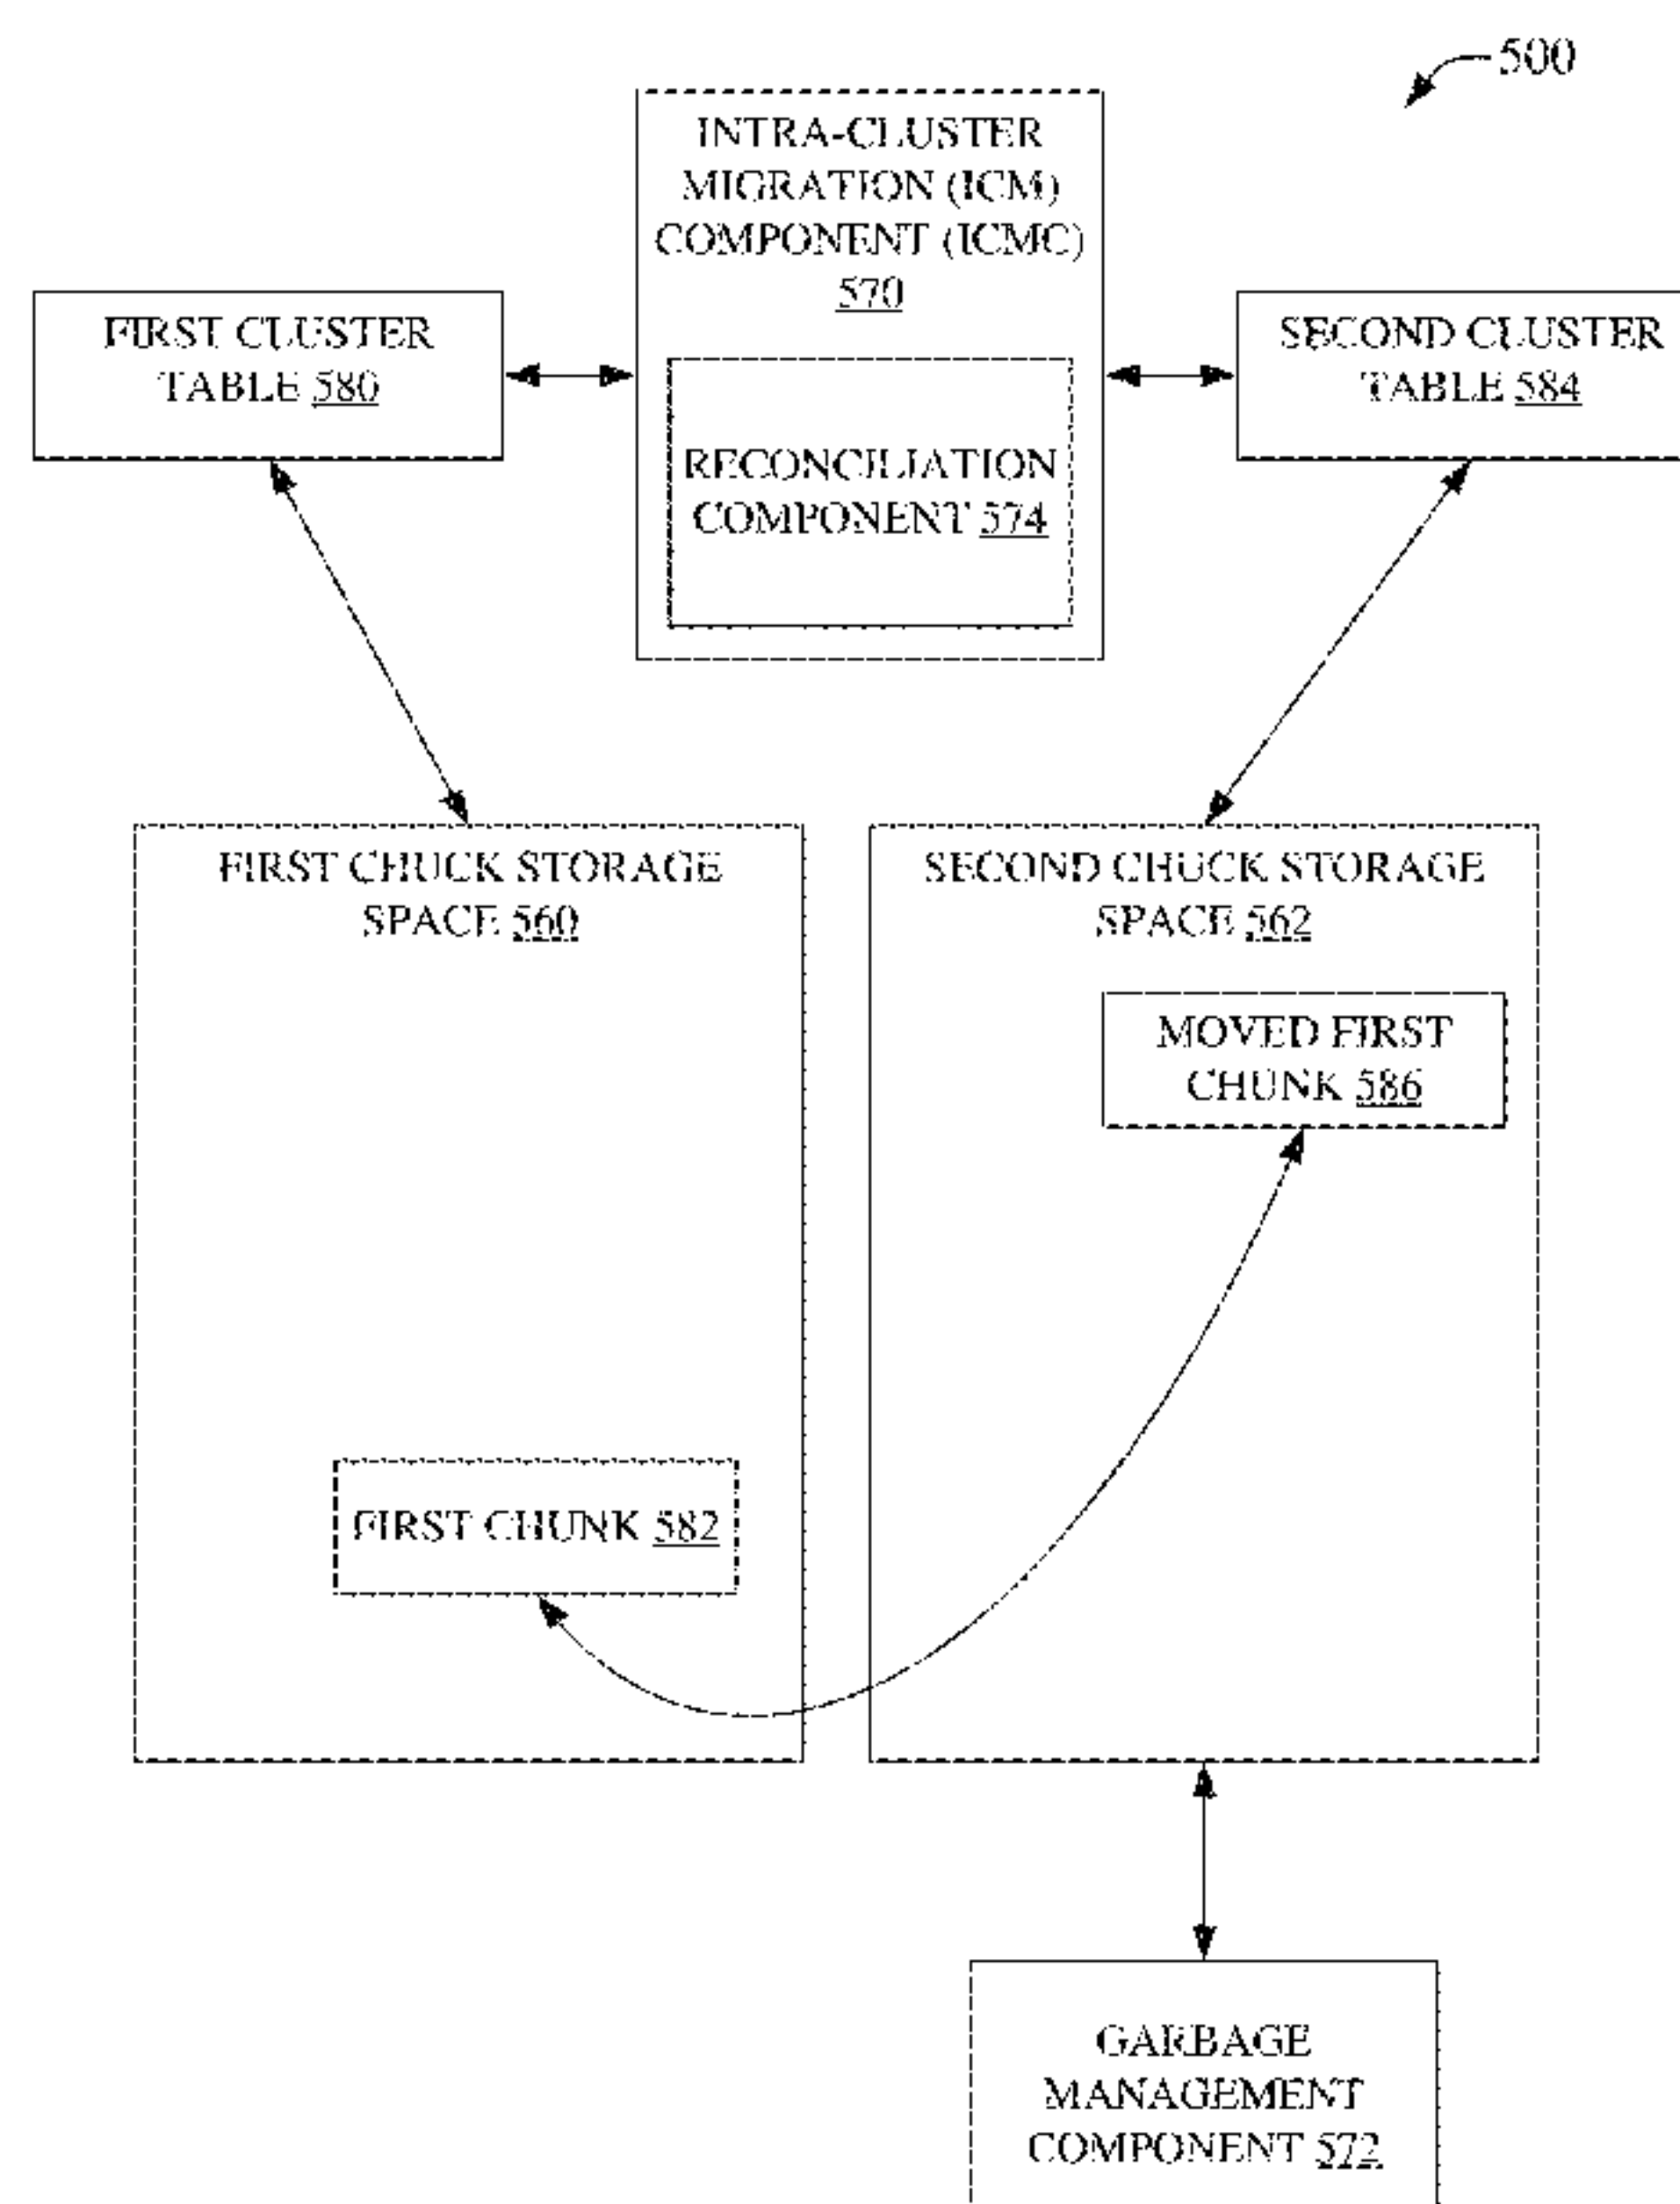 500
INTRA-CLUSTER
MIGRATION (ICM)
COMPONENT (ICMC)
570
FIRST CLUSTER
TABLE 580
SECOND CLUSTER
TABLE 584
RECONCILIATION
COMPONENT 574
FIRST CHUCK STORAGE
SPACE 560
SECOND CHUCK STORAGE
SPACE 562
MOVED FIRST
CHUNK 586
FIRST CHUNK 582
GARBAGE
MANAGEMENT
COMPONENT 572